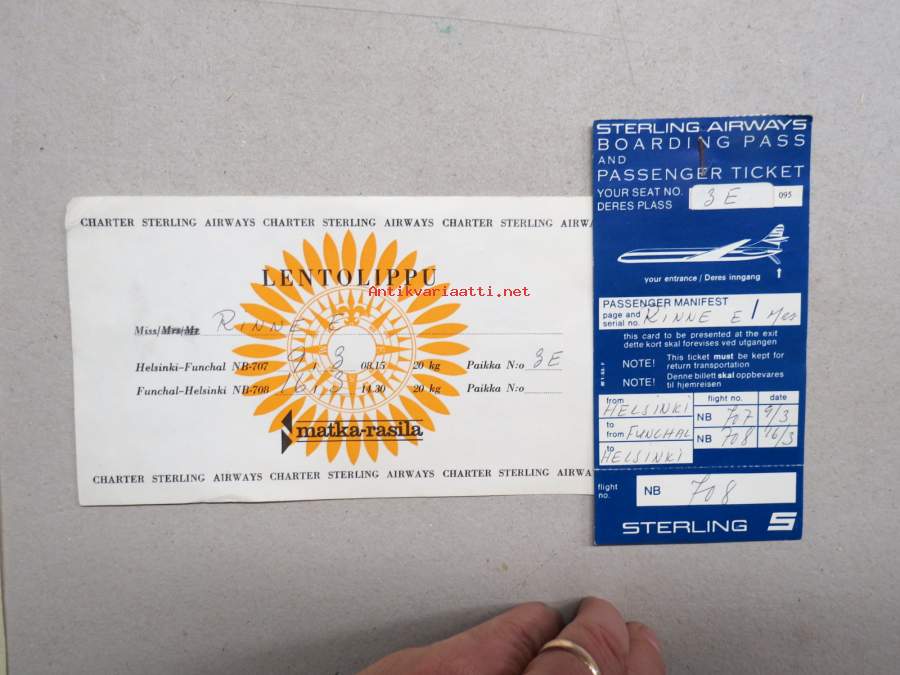 CHARTER STERLING AIRWAYS CHARTER STERLING AIRWAYS CHARTER STERLING AIRWA
LENTOLIPPU
Antikvariaatti.net
Miss/Mrs/Mr RINNE E
Helsinki-Funchal NB-707 9 / 3 08.15 20 kg Paikka N:o 3E
Funchal-Helsinki NB-708 16 / 3 14.30 20 kg Paikka N:o
matka-rasila
CHARTER STERLING AIRWAYS CHARTER STERLING AIRWAYS CHARTER STERLING AIRWA
STERLING AIRWAYS
BOARDING PASS
AND
PASSENGER TICKET
YOUR SEAT NO.
DERES PLASS 3E 095
your entrance / Deres inngang
PASSENGER MANIFEST
page and
serial no. RINNE E /
this card to be presented at the exit
dette kort skal forevises ved utgangen
NOTE! This ticket must be kept for
return transportation
NOTE! Denne billett skal oppbevares
til hjemreisen
from flight no. date
HELSINKI NB 707 9/3
to
from FUNCHAL NB 708 16/3
to
HELSINKI
flight
no. NB 708
STERLING S